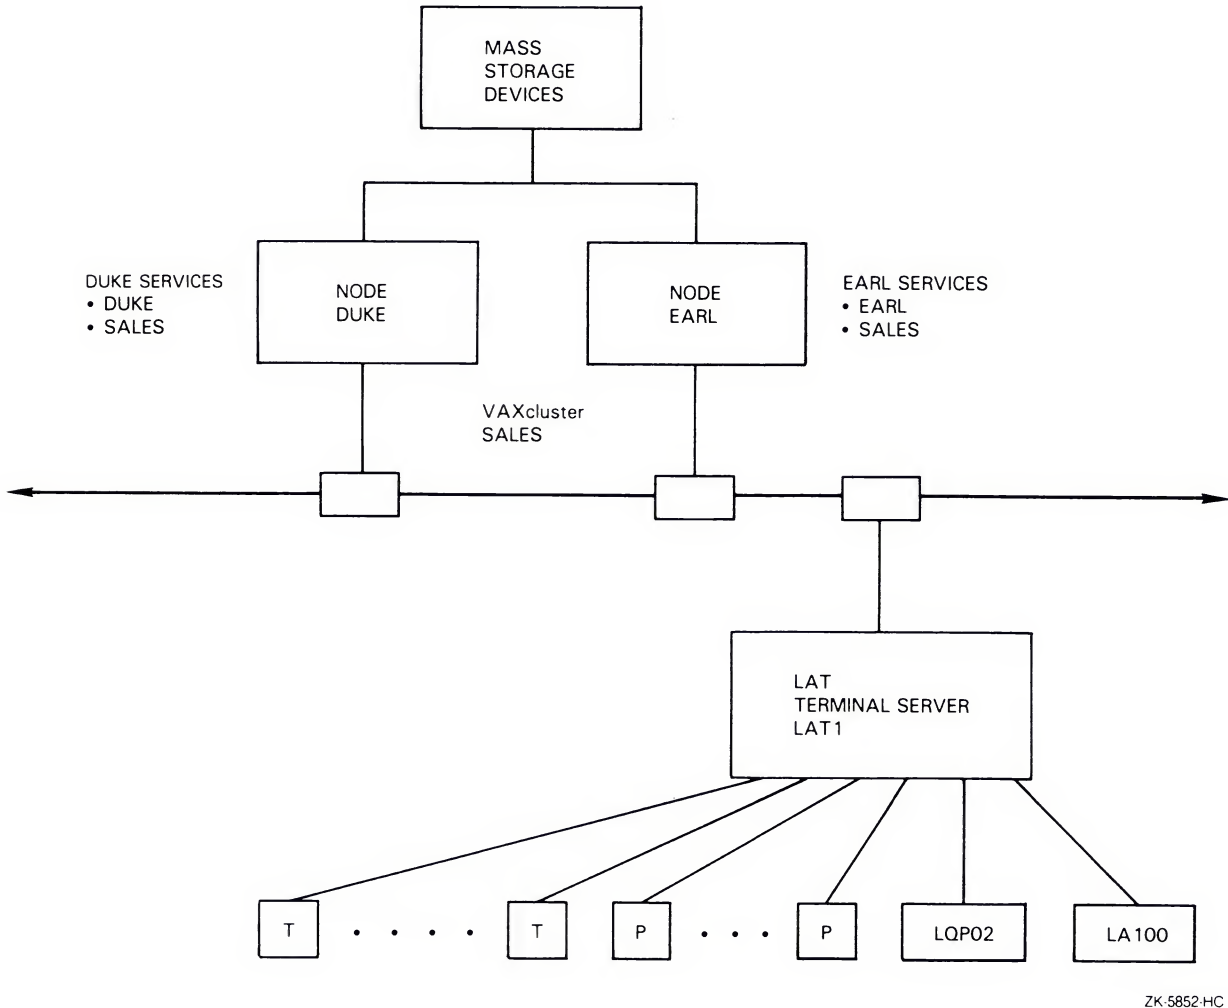 MASS
STORAGE
DEVICES
DUKE SERVICES
• DUKE
• SALES
NODE
DUKE
NODE
EARL
EARL SERVICES
• EARL
• SALES
VAXcluster
SALES
LAT
TERMINAL SERVER
LAT1
T . . . . T P . . . P LQP02 LA100
ZK-5852-HC